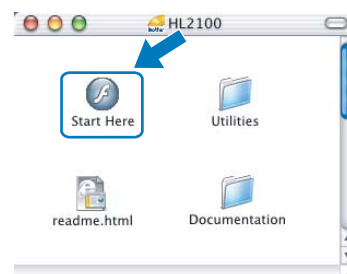 HL2100
Start Here
Utilities
readme.html
Documentation